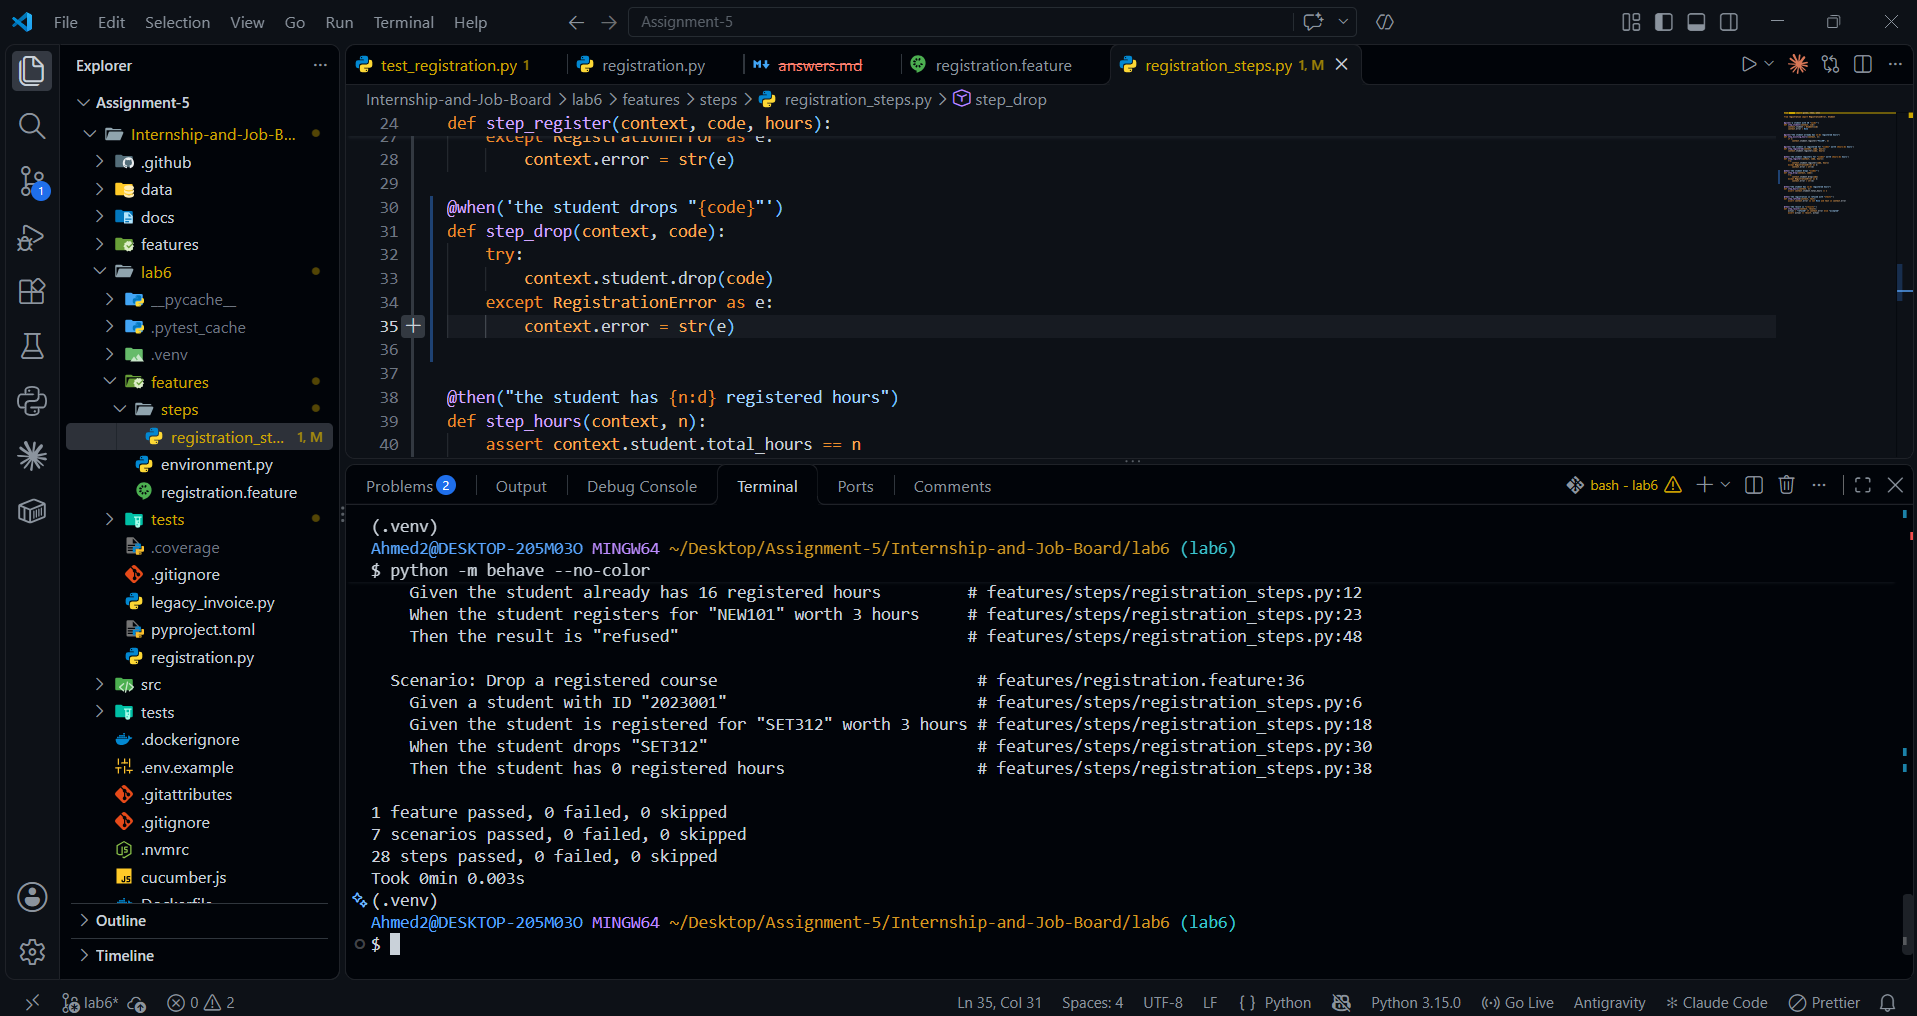 File Edit Selection View Go Run Terminal Help
Assignment-5
Explorer
Assignment-5
Internship-and-Job-B...
.github
data
docs
features
lab6
__pycache__
.pytest_cache
.venv
features
steps
registration_st... 1, M
environment.py
registration.feature
tests
.coverage
.gitignore
legacy_invoice.py
pyproject.toml
registration.py
src
tests
.dockerignore
.env.example
.gitattributes
.gitignore
.nvmrc
cucumber.js
Outline
Timeline
1
test_registration.py 1
registration.py
answers.md
registration.feature
registration_steps.py 1, M
Internship-and-Job-Board > lab6 > features > steps > registration_steps.py > step_drop
24 def step_register(context, code, hours):
27 except RegistrationError as e:
28 context.error = str(e)
29
30 @when('the student drops "{code}"')
31 def step_drop(context, code):
32 try:
33 context.student.drop(code)
34 except RegistrationError as e:
35 context.error = str(e)
36
37
38 @then("the student has {n:d} registered hours")
39 def step_hours(context, n):
40 assert context.student.total_hours == n
Problems 2 Output Debug Console Terminal Ports Comments
bash - lab6
(.venv)
Ahmed2@DESKTOP-205M03O MINGW64 ~/Desktop/Assignment-5/Internship-and-Job-Board/lab6 (lab6)
$ python -m behave --no-color
Given the student already has 16 registered hours # features/steps/registration_steps.py:12
When the student registers for "NEW101" worth 3 hours # features/steps/registration_steps.py:23
Then the result is "refused" # features/steps/registration_steps.py:48
Scenario: Drop a registered course # features/registration.feature:36
Given a student with ID "2023001" # features/steps/registration_steps.py:6
Given the student is registered for "SET312" worth 3 hours # features/steps/registration_steps.py:18
When the student drops "SET312" # features/steps/registration_steps.py:30
Then the student has 0 registered hours # features/steps/registration_steps.py:38
1 feature passed, 0 failed, 0 skipped
7 scenarios passed, 0 failed, 0 skipped
28 steps passed, 0 failed, 0 skipped
Took 0min 0.003s
(.venv)
Ahmed2@DESKTOP-205M03O MINGW64 ~/Desktop/Assignment-5/Internship-and-Job-Board/lab6 (lab6)
$
lab6* 0 2
Ln 35, Col 31 Spaces: 4 UTF-8 LF { } Python Python 3.15.0 Go Live Antigravity Claude Code Prettier